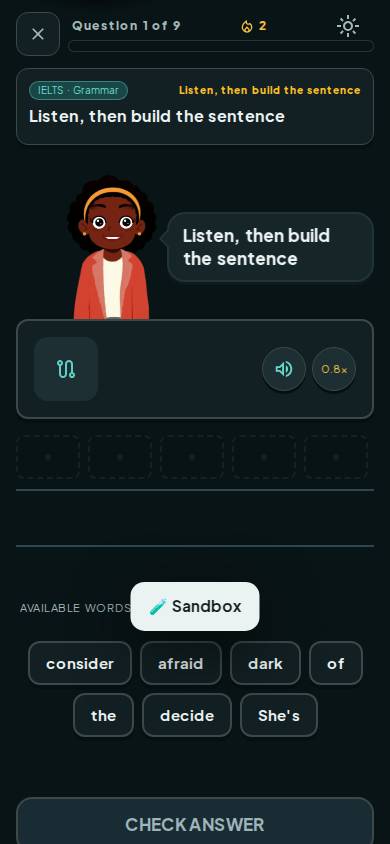 Question 1 of 9
2
IELTS · Grammar
Listen, then build the sentence
Listen, then build the sentence
Listen, then build
the sentence
0.8x
AVAILABLE WORDS
🧪 Sandbox
consider
afraid
dark
of
the
decide
She's
CHECK ANSWER